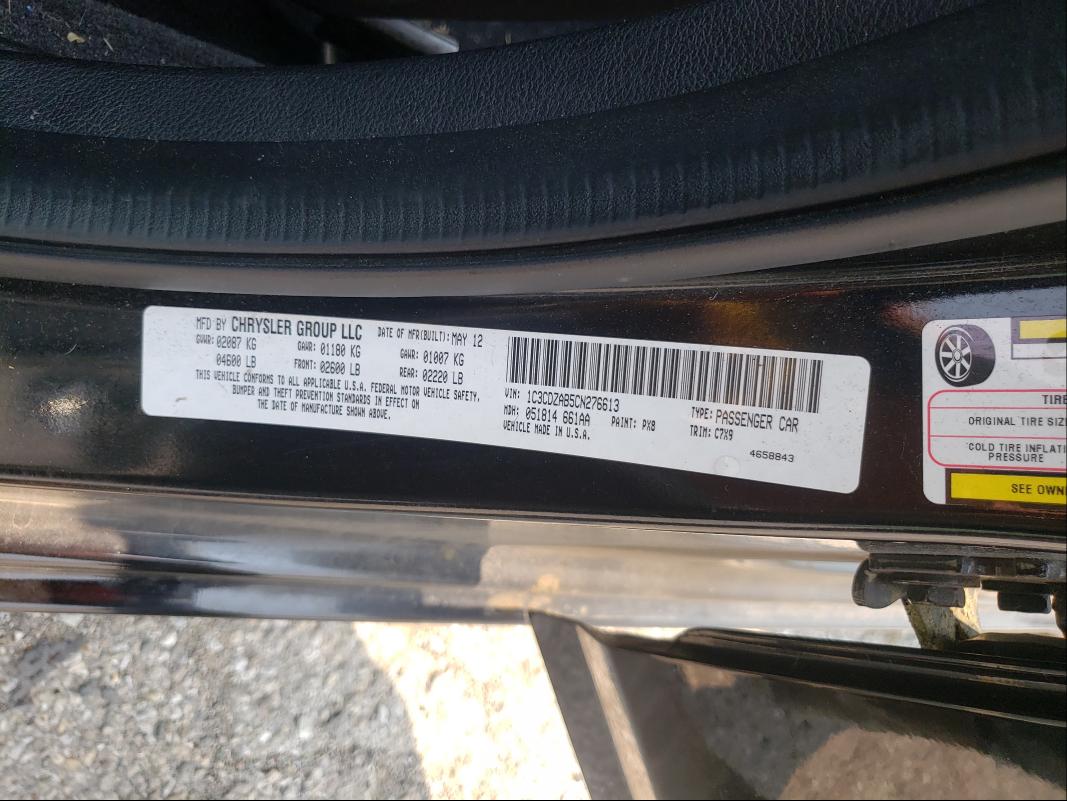 MFD BY CHRYSLER GROUP LLC DATE OF MFR(BUILT): MAY 12
GVWR: 02087 KG GAWR: 01180 KG GAWR: 01007 KG
04600 LB FRONT: 02600 LB REAR: 02220 LB
THIS VEHICLE CONFORMS TO ALL APPLICABLE U.S.A. FEDERAL MOTOR VEHICLE SAFETY,
BUMPER AND THEFT PREVENTION STANDARDS IN EFFECT ON
THE DATE OF MANUFACTURE SHOWN ABOVE.
VIN: 1C3CDZAB5CN276613 TYPE: PASSENGER CAR
MDH: 051814 661AA PAINT: PX8 TRIM: C7X9
VEHICLE MADE IN U.S.A.
4658843
TIRE
ORIGINAL TIRE SIZ
COLD TIRE INFLATI
PRESSURE
SEE OWN